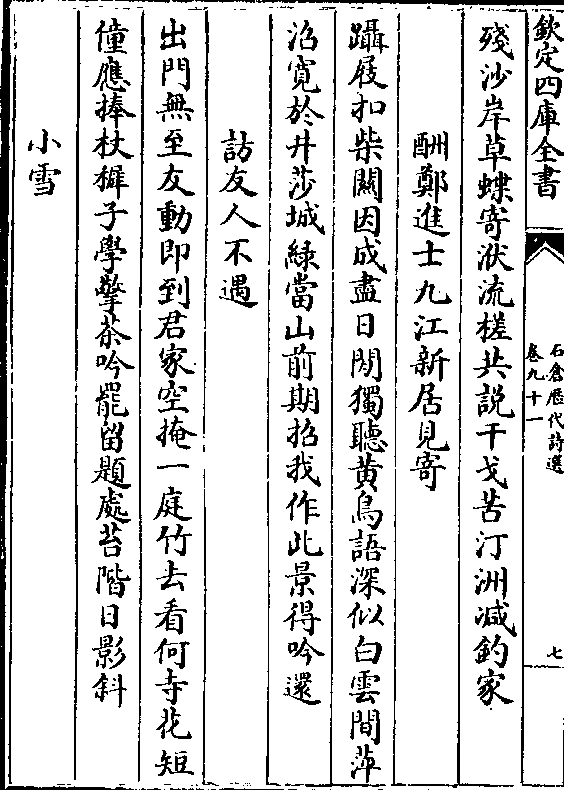 欽定四庫全書
石倉歷代詩選
卷九十一
七
殘沙岸草蝶寄洑流槎共説干戈苦汀洲减釣家
酬鄭進士九江新居見寄
躡屐扣柴關因成盡日閒獨聽黃鳥語深似白雲間萍
沼寛於井莎城緑當山前期招我作此景得吟還
訪友人不遇
出門無至友動即到君家空掩一庭竹去看何寺花短
僮應捧杖穉子學擎茶吟罷留題處苔階日影斜
小雪